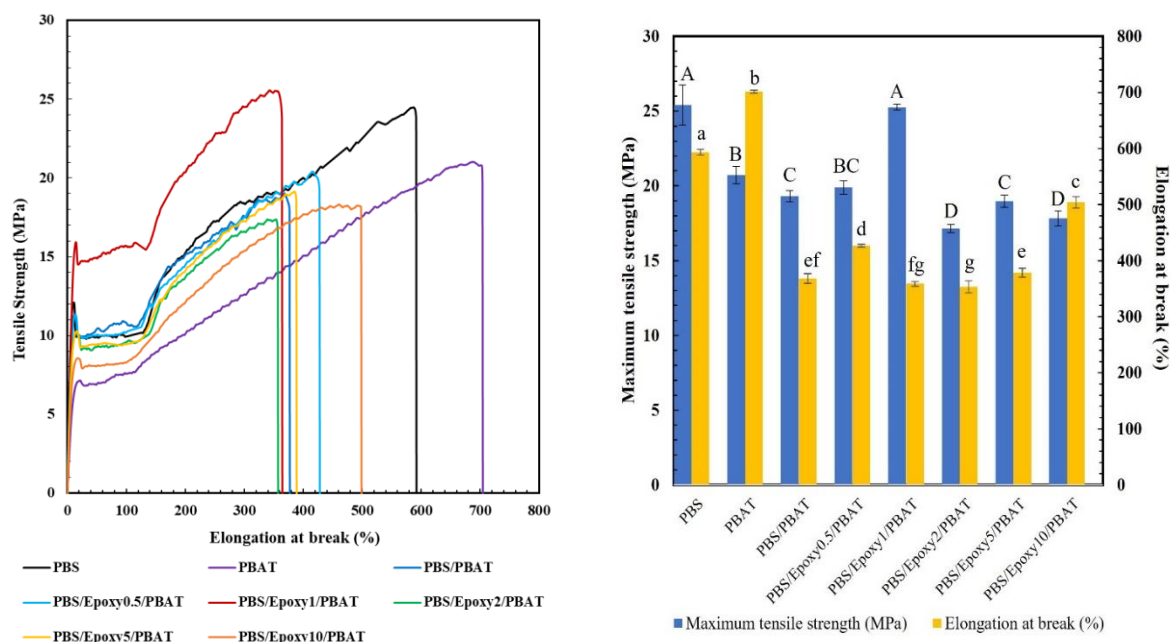 Tensile Strength (MPa)
30
25
20
15
10
5
0
0 100 200 300 400 500 600 700 800
Elongation at break (%)
PBS PBAT PBS/PBAT
PBS/Epoxy0.5/PBAT PBS/Epoxy1/PBAT PBS/Epoxy2/PBAT
PBS/Epoxy5/PBAT PBS/Epoxy10/PBAT
Maximum tensile strength (MPa)
30
25
20
15
10
5
0
A
a
B
b
C
ef
BC
d
A
fg
D
g
C
e
D
c
800
700
600
500
400
300
200
100
0
Elongation at break
(%)
PBS
PBAT
PBS/PBAT
PBS/Epoxy0.5/PBAT
PBS/Epoxy1/PBAT
PBS/Epoxy2/PBAT
PBS/Epoxy5/PBAT
PBS/Epoxy10/PBAT
Maximum tensile strength (MPa) Elongation at break (%)